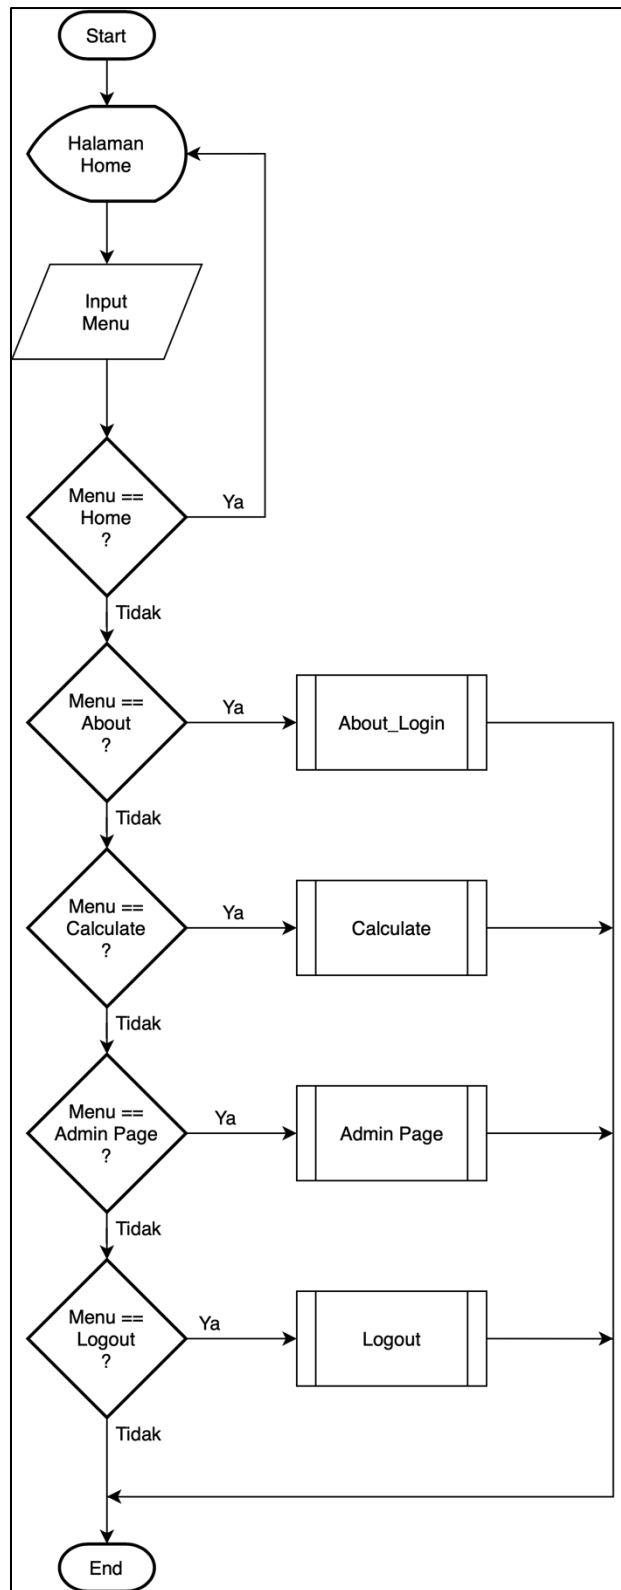 Start
Halaman
Home
Input
Menu
Menu ==
Home
?
Ya
Tidak
Menu ==
About
?
Ya
About_Login
Tidak
Menu ==
Calculate
?
Ya
Calculate
Tidak
Menu ==
Admin Page
?
Ya
Admin Page
Tidak
Menu ==
Logout
?
Ya
Logout
Tidak
End